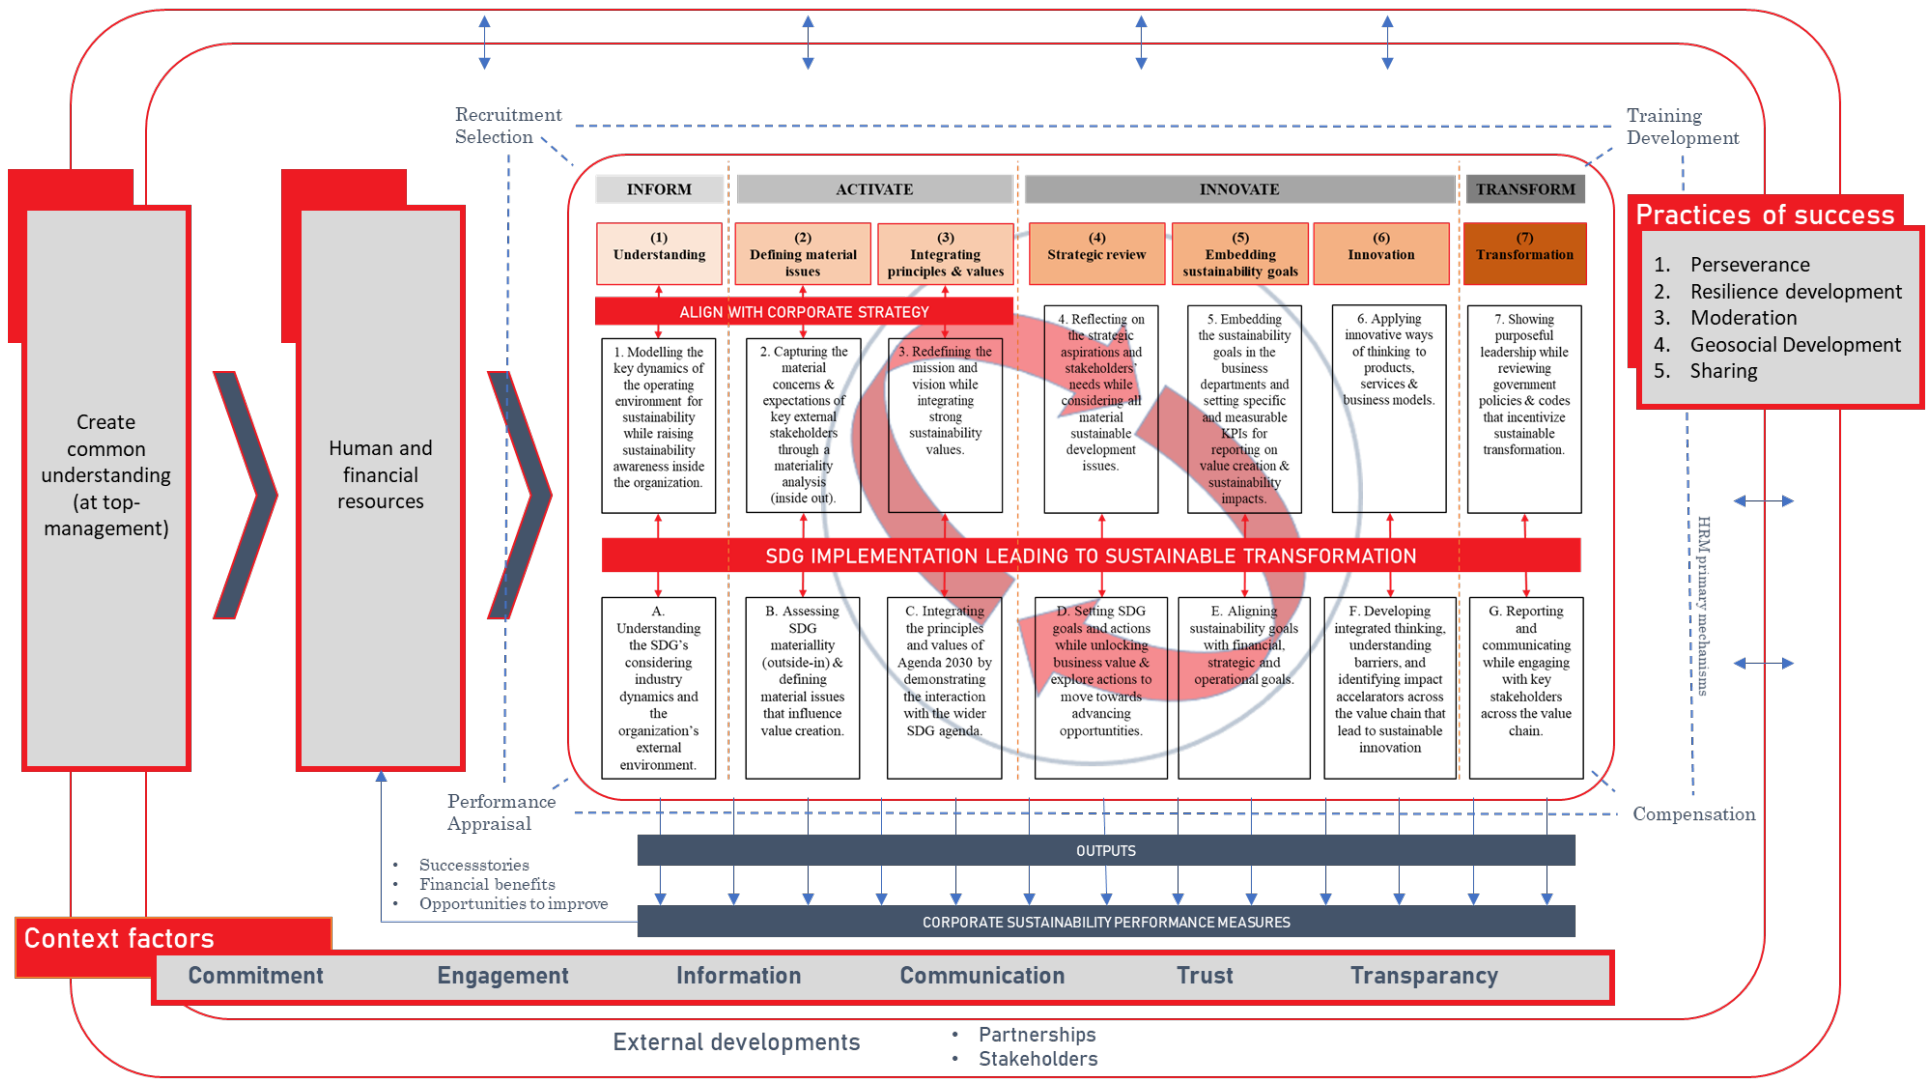 Recruitment
Selection
Training
Development
INFORM
ACTIVATE
INNOVATE
TRANSFORM
(1)
Understanding
(2)
Defining material
issues
(3)
Integrating
principles & values
(4)
Strategic review
(5)
Embedding
sustainability goals
(6)
Innovation
(7)
Transformation
ALIGN WITH CORPORATE STRATEGY
1. Modelling the
key dynamics of
the operating
environment for
sustainability
while raising
sustainability
awareness inside
the organization.
2. Capturing the
material
concerns &
expectations of
key external
stakeholders
through a
materiality
analysis
(inside out).
3. Redefining the
mission and
vision while
integrating
strong
sustainability
values.
4. Reflecting on
the strategic
aspirations and
stakeholders'
needs while
considering all
material
sustainable
development
issues.
5. Embedding
the sustainability
goals in the
business
departments and
setting specific
and measurable
KPIs for
reporting on
value creation &
sustainability
impacts.
6. Applying
innovative ways
of thinking to
products,
services &
business models.
7. Showing
purposeful
leadership while
reviewing
government
policies & codes
that incentivize
sustainable
transformation.
SDG IMPLEMENTATION LEADING TO SUSTAINABLE TRANSFORMATION
A.
Understanding
the SDG's
considering
industry
dynamics and
the
organization's
external
environment.
B. Assessing
SDG
materiallity
(outside-in) &
defining
material issues
that influence
value creation.
C. Integrating
the principles
and values of
Agenda 2030 by
demonstrating
the interaction
with the wider
SDG agenda.
D. Setting SDG
goals and actions
while unlocking
business value &
explore actions to
move towards
advancing
opportuntities.
E. Aligning
sustainability goals
with financial,
strategic and
operational goals.
F. Developing
integrated thinking,
understanding
barriers, and
identifying impact
accelarators across
the value chain that
lead to sustainable
innovation
G. Reporting
and
communicating
while engaging
with key
stakeholders
across the value
chain.
Create
common
understanding
(at top-
management)
Human and
financial
resources
Practices of success
1. Perseverance
2. Resilience development
3. Moderation
4. Geosocial Development
5. Sharing
HRM primary mechanisms
Performance
Appraisal
Compensation
• Successstories
• Financial benefits
• Opportunities to improve
OUTPUTS
CORPORATE SUSTAINABILITY PERFORMANCE MEASURES
Context factors
Commitment Engagement Information Communication Trust Transparancy
External developments
• Partnerships
• Stakeholders